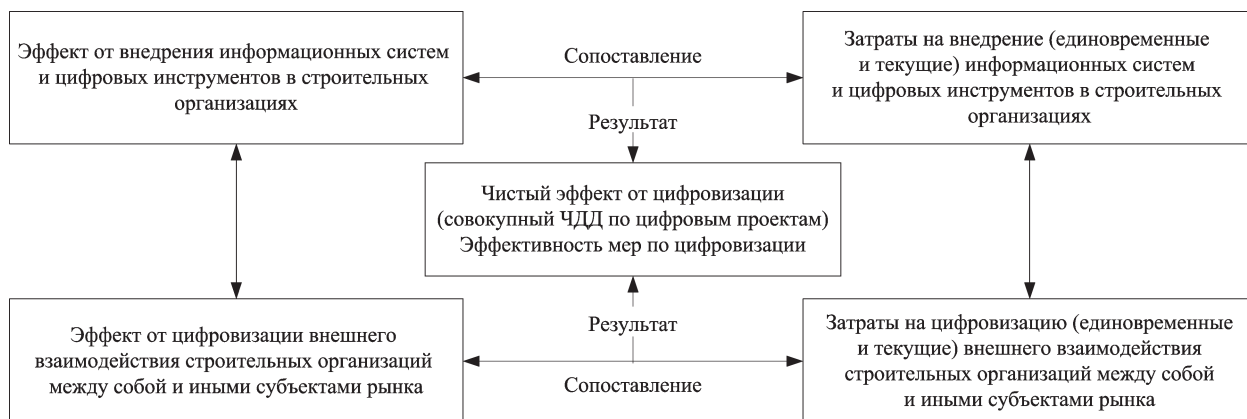 Эффект от внедрения информационных систем
и цифровых инструментов в строительных
организациях
Сопоставление
Затраты на внедрение (единовременные
и текущие) информационных систем
и цифровых инструментов в строительных
организациях
Результат
Чистый эффект от цифровизации
(совокупный ЧДД по цифровым проектам)
Эффективность мер по цифровизации
Эффект от цифровизации внешнего
взаимодействия строительных организаций
между собой и иными субъектами рынка
Результат
Сопоставление
Затраты на цифровизацию (единовременные
и текущие) внешнего взаимодействия
строительных организаций между собой
и иными субъектами рынка